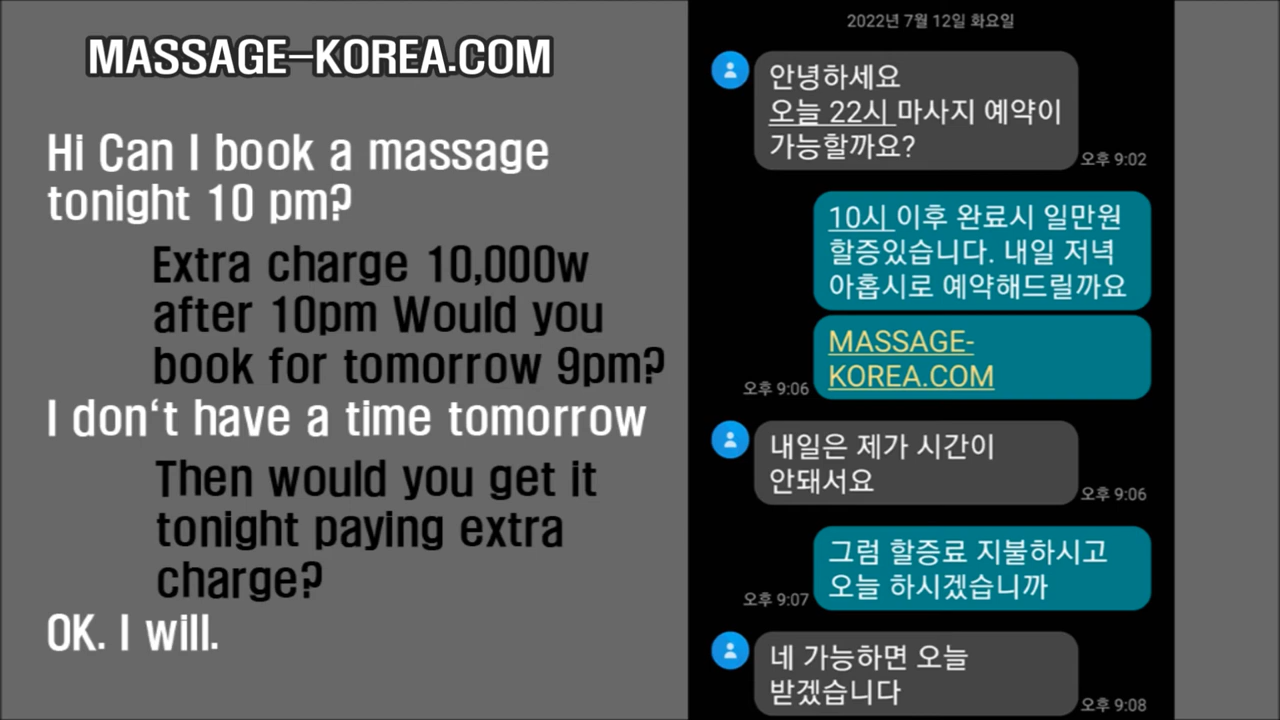 MASSAGE-KOREA.COM
Hi Can I book a massage
tonight 10 pm?
Extra charge 10,000w
after 10pm Would you
book for tomorrow 9pm?
I don't have a time tomorrow
Then would you get it
tonight paying extra
charge?
OK. I will.
2022년 7월 12일 화요일
안녕하세요
오늘 22시 마사지 예약이
가능할까요?
오후 9:02
10시 이후 완료시 일만원
할증있습니다. 내일 저녁
아홉시로 예약해드릴까요
MASSAGE-
KOREA.COM
오후 9:06
내일은 제가 시간이
안돼서요
오후 9:06
그럼 할증료 지불하시고
오늘 하시겠습니까
오후 9:07
네 가능하면 오늘
받겠습니다
오후 9:08